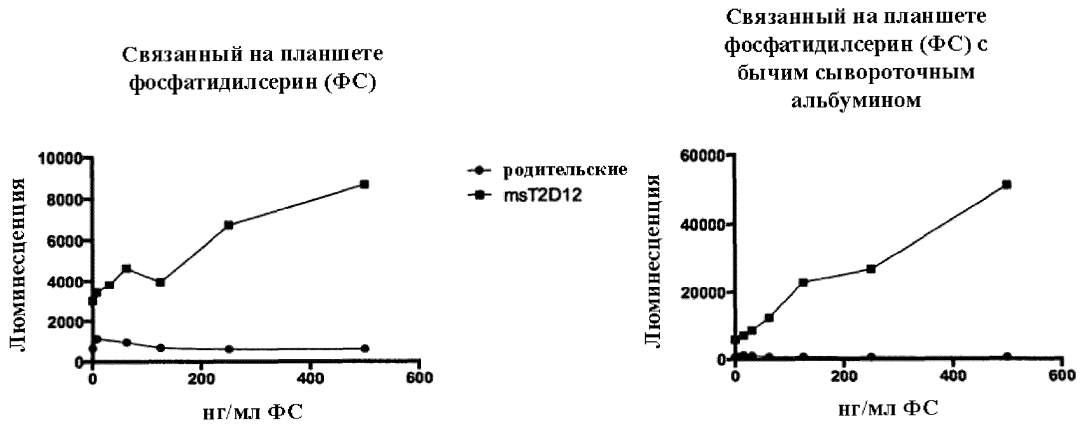 Связанный на планшете
фосфатидилсерин (ФС)
Люминесценция
10000
8000
6000
4000
2000
0
0
200
400
600
нг/мл ФС
родительские
msT2D12
Связанный на планшете
фосфатидилсерин (ФС) с
бычим сывороточным
альбумином
Люминесценция
60000
40000
20000
0
0
200
400
600
нг/мл ФС